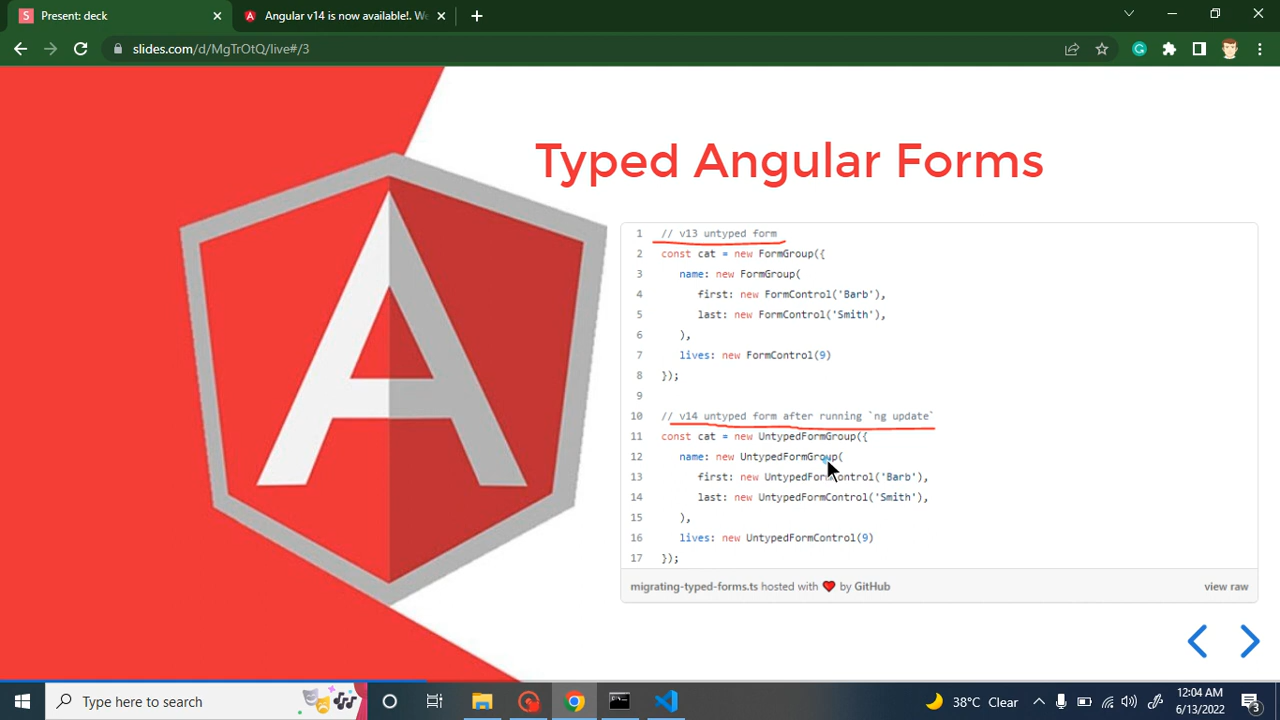 Present: deck
Angular v14 is now available!. We
slides.com/d/MgTrOtQ/live#/3
Typed Angular Forms
1 // v13 untyped form
2 const cat = new FormGroup({
3 name: new FormGroup(
4 first: new FormControl('Barb'),
5 last: new FormControl('Smith'),
6 ),
7 lives: new FormControl(9)
8 });
9
10 // v14 untyped form after running `ng update`
11 const cat = new UntypedFormGroup({
12 name: new UntypedFormGroup(
13 first: new UntypedFormControl('Barb'),
14 last: new UntypedFormControl('Smith'),
15 ),
16 lives: new UntypedFormControl(9)
17 });
migrating-typed-forms.ts hosted with ❤ by GitHub
view raw
Type here to search
38°C Clear
12:04 AM
6/13/2022
3